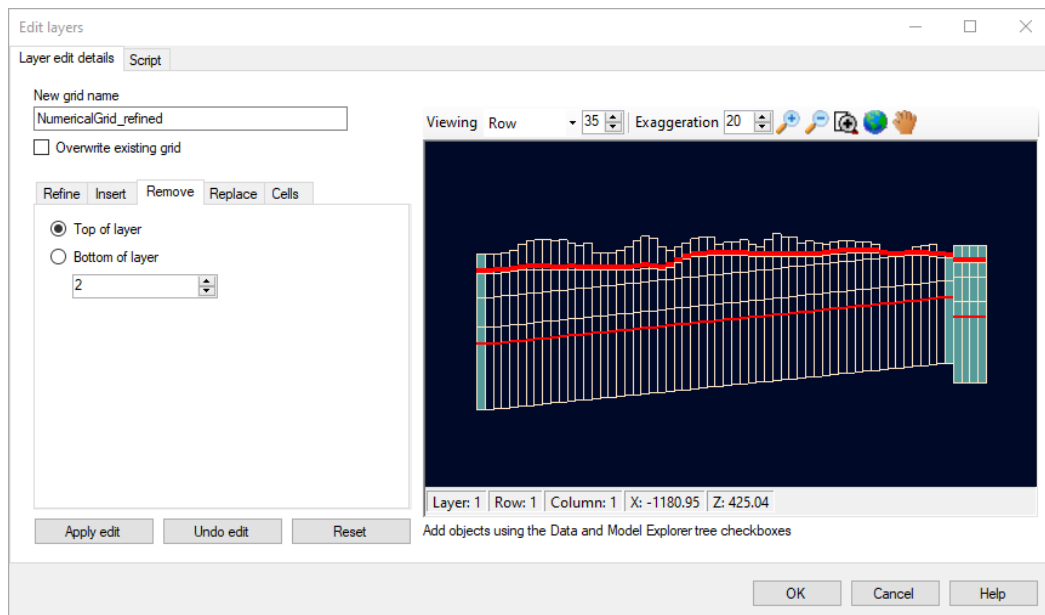 Edit layers
Layer edit details Script
New grid name
NumericalGrid_refined
Overwrite existing grid
Viewing Row 35 Exaggeration 20
Refine Insert Remove Replace Cells
Top of layer
Bottom of layer
2
Layer: 1 Row: 1 Column: 1 X: -1180.95 Z: 425.04
Apply edit Undo edit Reset
Add objects using the Data and Model Explorer tree checkboxes
OK Cancel Help